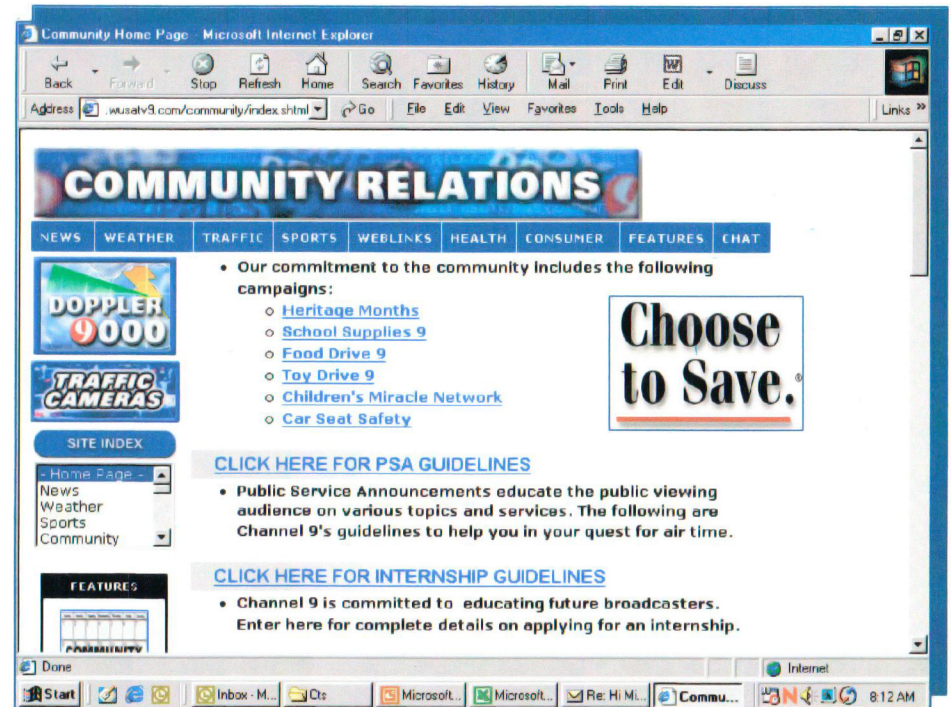 Community Home Page - Microsoft Internet Explorer
Back Forward Stop Refresh Home Search Favorites History Mail Print Edit Discuss
Address .wusatv9.com/community/index.shtml Go File Edit View Favorites Tools Help Links »
COMMUNITY RELATIONS
NEWS WEATHER TRAFFIC SPORTS WEBLINKS HEALTH CONSUMER FEATURES CHAT
DOPPLER
9000
TRAFFIC
CAMERAS
SITE INDEX
- Home Page -
News
Weather
Sports
Community
FEATURES
COMMUNITY
• Our commitment to the community includes the following
campaigns:
o Heritage Months
o School Supplies 9
o Food Drive 9
o Toy Drive 9
o Children's Miracle Network
o Car Seat Safety
Choose
to Save.®
CLICK HERE FOR PSA GUIDELINES
• Public Service Announcements educate the public viewing
audience on various topics and services. The following are
Channel 9's guidelines to help you in your quest for air time.
CLICK HERE FOR INTERNSHIP GUIDELINES
• Channel 9 is committed to educating future broadcasters.
Enter here for complete details on applying for an internship.
Done Internet
Start Inbox - M... Cts Microsoft... Microsoft... Re: Hi Mi... Commu... 8:12 AM